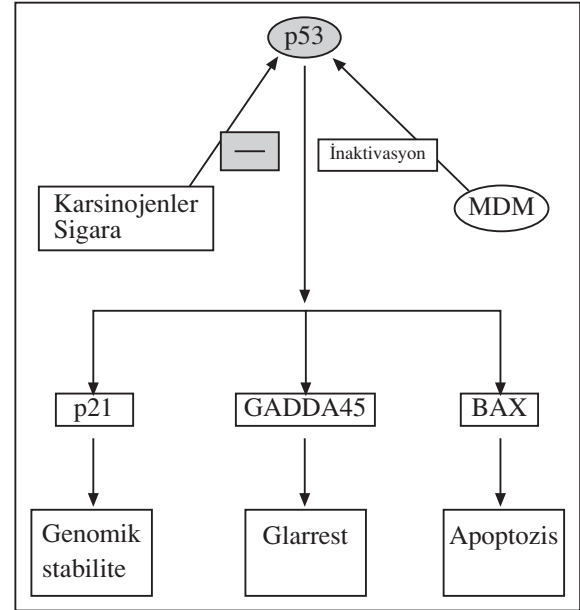 p53
—
İnaktivasyon
Karsinojenler
Sigara
MDM
p21
GADDA45
BAX
Genomik
stabilite
Glarrest
Apoptozis